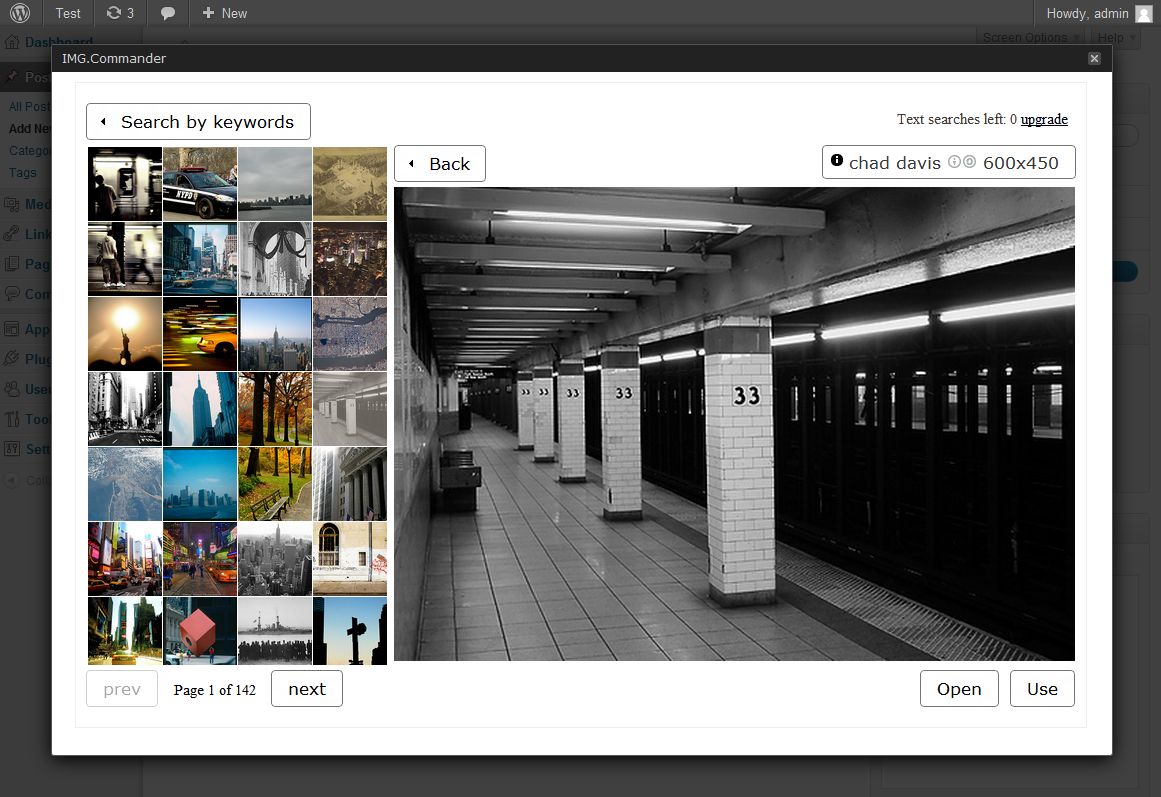 Test 3 + New Howdy, admin
Dashboard
Screen Options Help
IMG.Commander
Pos
All Post
Add New
Catego
Tags
Med
Link
Pag
Com
App
Plug
User
Tool
Sett
Coll
Search by keywords
Text searches left: 0 upgrade
Back
chad davis 600x450
NYPD
33 33 33 33 33
prev Page 1 of 142 next
Open Use